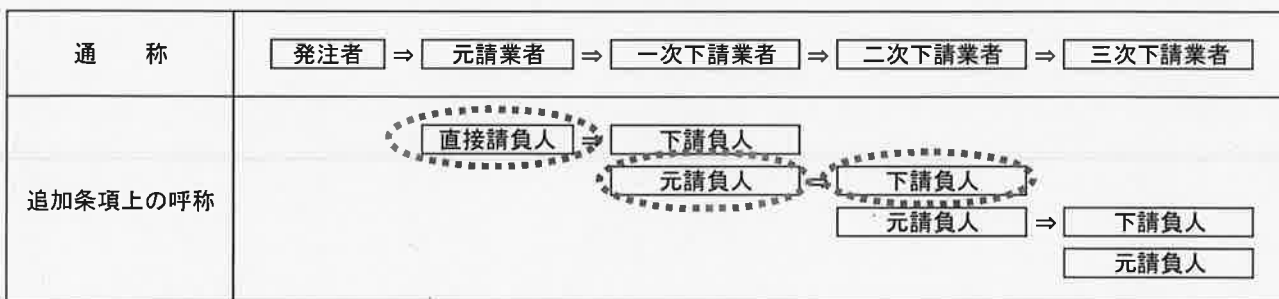 通　　称
発注者 ⇒ 元請業者 ⇒ 一次下請業者 ⇒ 二次下請業者 ⇒ 三次下請業者
追加条項上の呼称
直接請負人 ⇒ 下請負人
元請負人 ⇒ 下請負人
元請負人 ⇒ 下請負人
元請負人